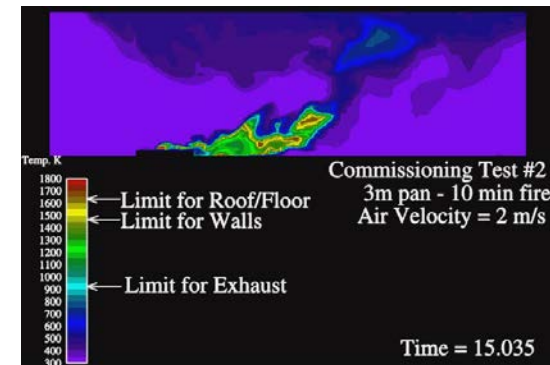 Commissioning Test #2
3m pan - 10 min fire
Air Velocity = 2 m/s
Temp. K
1800
1700
1600
1500
1400
1300
1200
1100
1000
900
800
700
600
500
400
300
Limit for Roof/Floor
Limit for Walls
Limit for Exhaust
Time = 15.035